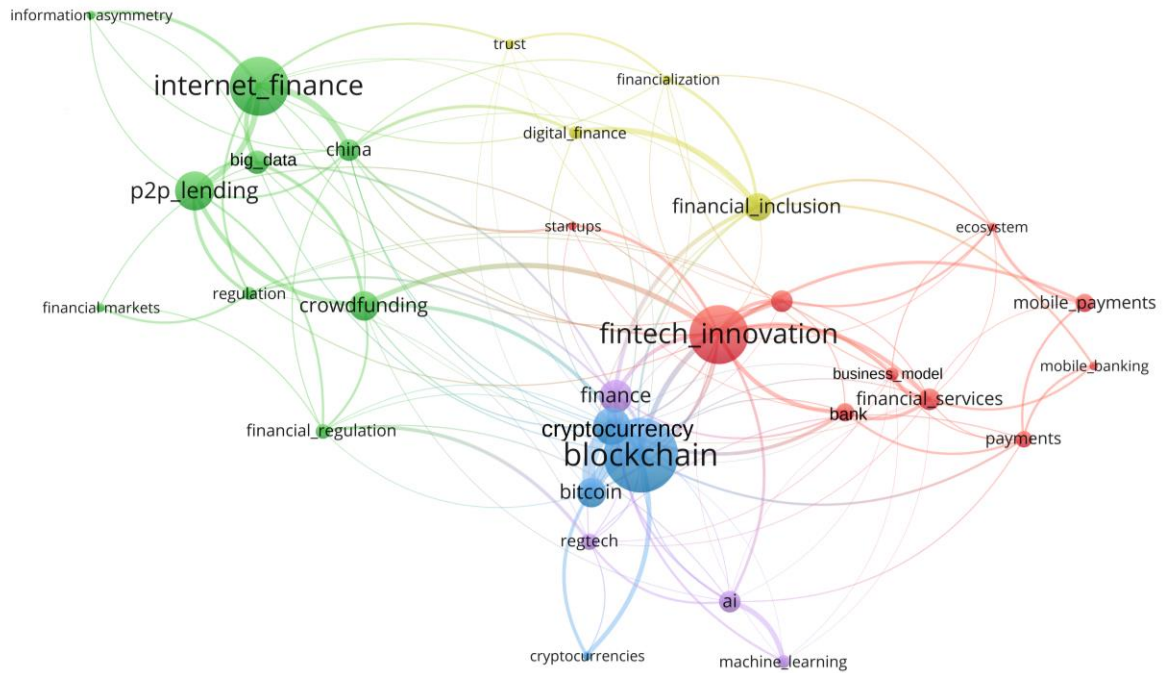 information asymmetry
trust
internet_finance
financialization
digital_finance
china
big_data
p2p_lending
financial_inclusion
startups
ecosystem
regulation
financial markets
crowdfunding
mobile_payments
fintech_innovation
mobile_banking
business_model
finance
financial_services
bank
financial_regulation
cryptocurrency
payments
blockchain
bitcoin
regtech
ai
cryptocurrencies
machine_learning